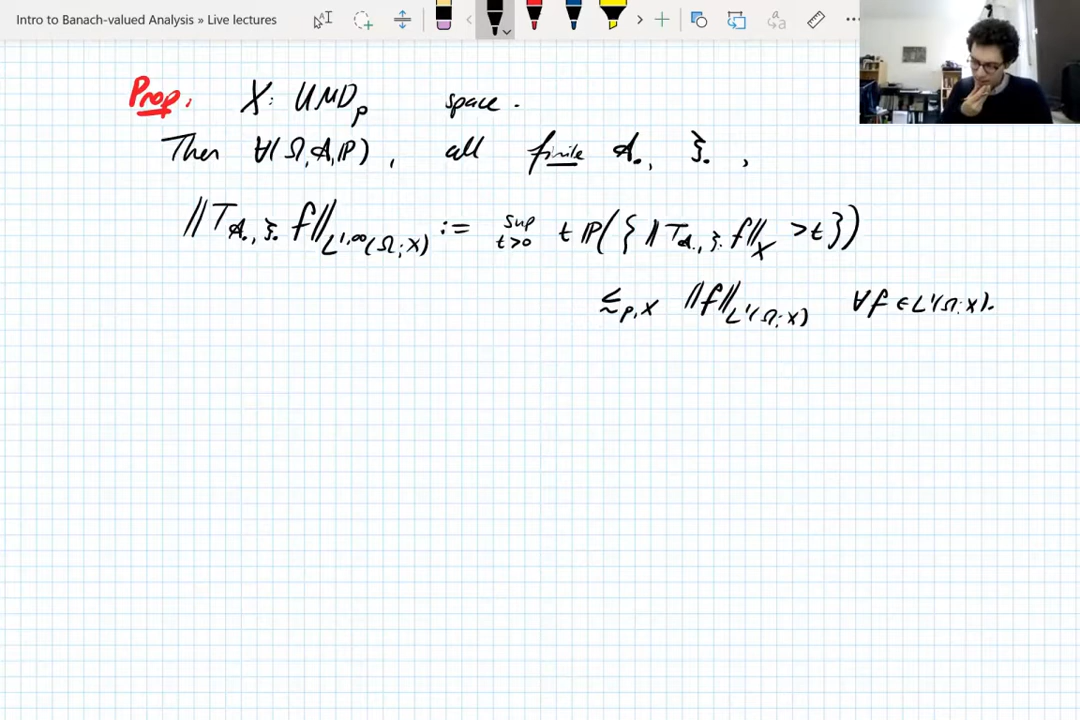 Intro to Banach-valued Analysis » Live lectures
Prop: X: UMD_p space.
Then ∀(Ω, A, P), all finite A., ξ.,
‖T_{A., ξ.} f‖_{L^{1,∞}(Ω; X)} := sup_{t>0} t P({‖T_{A., ξ.} f‖_X > t})
≲_{p,X} ‖f‖_{L^1(Ω; X)} ∀f ∈ L^1(Ω; X).